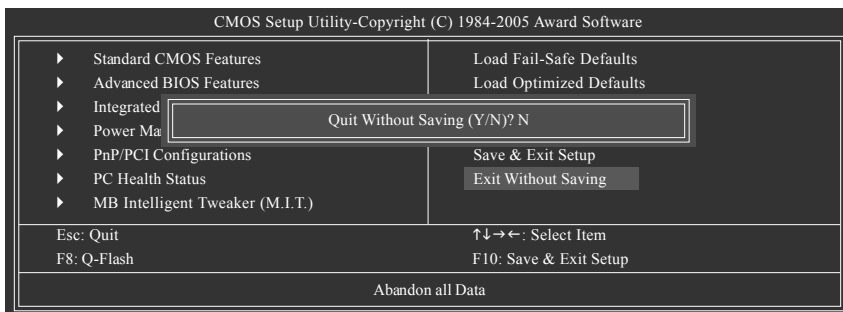 CMOS Setup Utility-Copyright (C) 1984-2005 Award Software
Standard CMOS Features
Advanced BIOS Features
Integrated
Power Ma
PnP/PCI Configurations
PC Health Status
MB Intelligent Tweaker (M.I.T.)
Load Fail-Safe Defaults
Load Optimized Defaults
Quit Without Saving (Y/N)? N
Save & Exit Setup
Exit Without Saving
Esc: Quit
↑↓→←: Select Item
F8: Q-Flash
F10: Save & Exit Setup
Abandon all Data